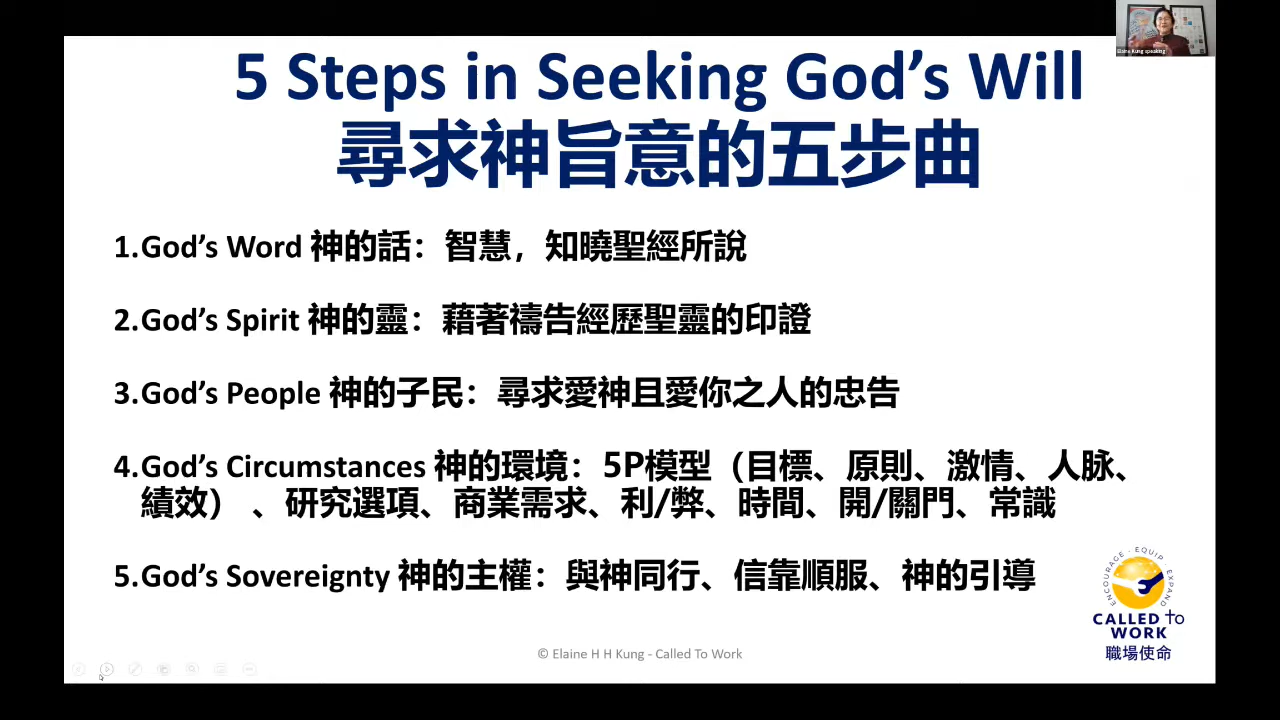 Elaine Kung speaking
5 Steps in Seeking God’s Will
尋求神旨意的五步曲
1.God’s Word 神的話：智慧，知曉聖經所說
2.God’s Spirit 神的靈：藉著禱告經歷聖靈的印證
3.God’s People 神的子民：尋求愛神且愛你之人的忠告
4.God’s Circumstances 神的環境：5P模型（目標、原則、激情、人脉、
績效） 、研究選項、商業需求、利/弊、時間、開/關門、常識
5.God’s Sovereignty 神的主權：與神同行、信靠順服、神的引導
ENCOURAGE · EQUIP · EXPAND
CALLED TO
WORK
職場使命
© Elaine H H Kung - Called To Work